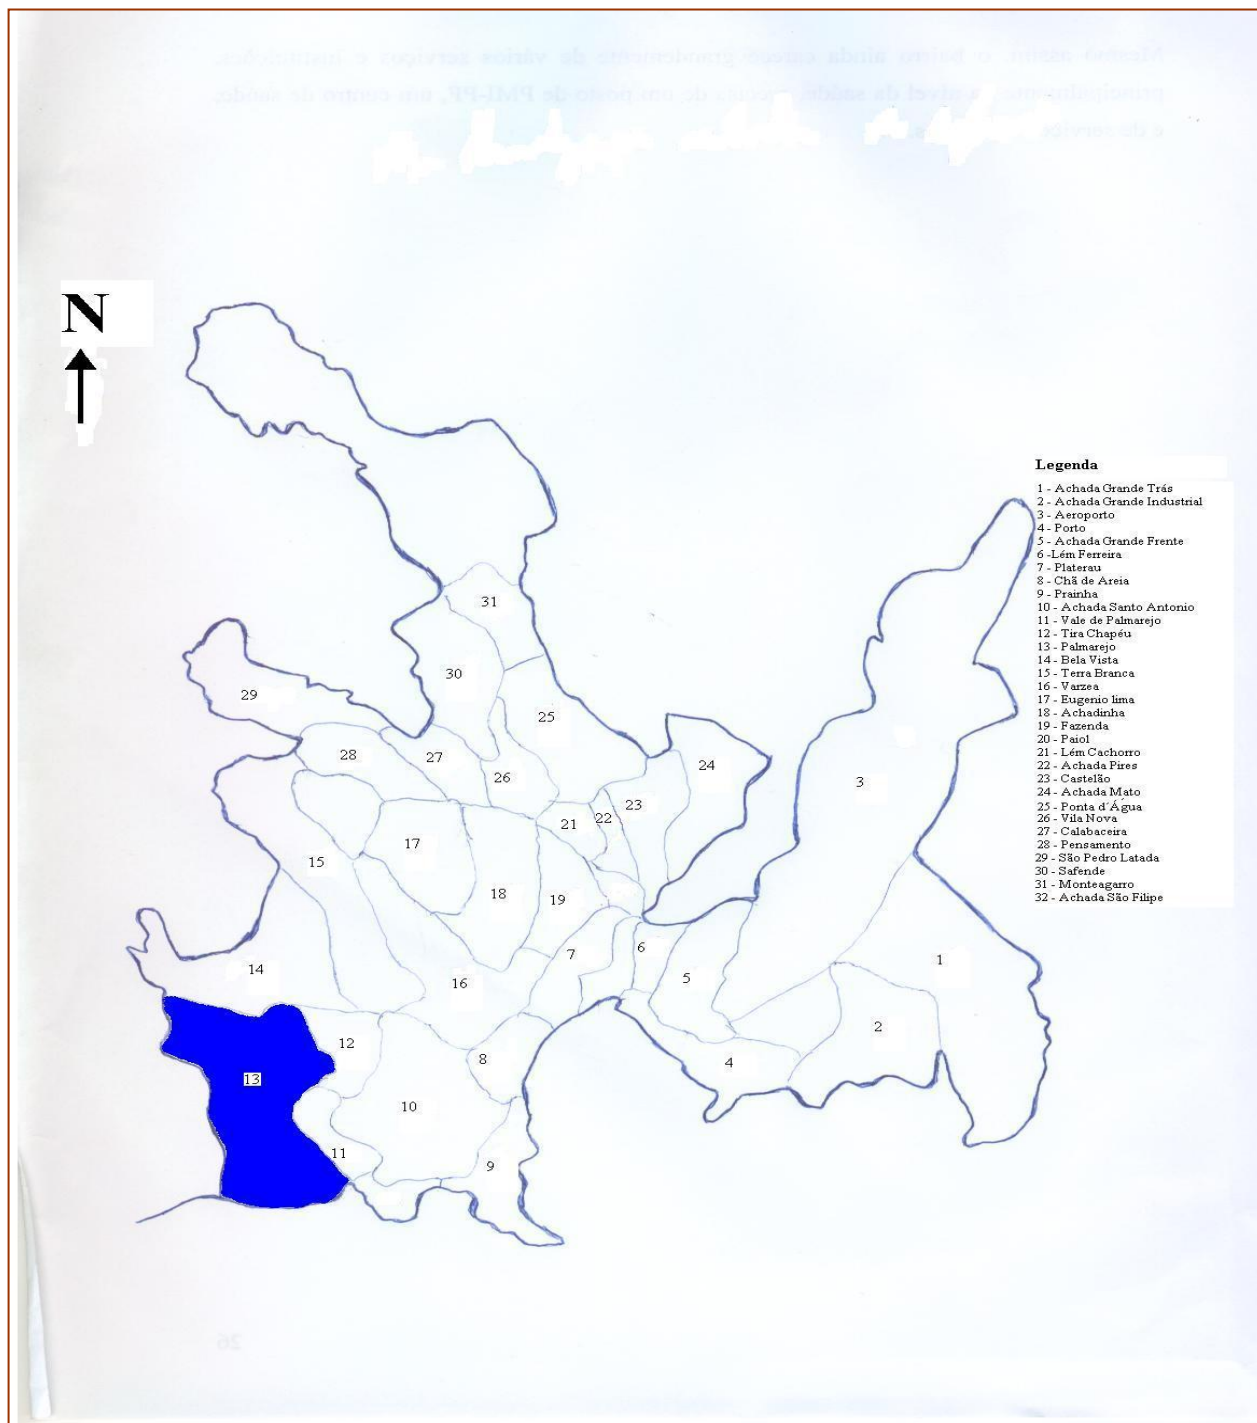 N
31
30
29
25
28
27
26
24
3
23
22
21
17
15
18
19
7
6
5
16
14
1
2
12
8
4
13
10
11
9
Legenda
1 - Achada Grande Trás
2 - Achada Grande Industrial
3 - Aeroporto
4 - Porto
5 - Achada Grande Frente
6 -Lém Ferreira
7 - Platerau
8 - Chã de Areia
9 - Prainha
10 - Achada Santo Antonio
11 - Vale de Palmarejo
12 - Tira Chapéu
13 - Palmarejo
14 - Bela Vista
15 - Terra Branca
16 - Varzea
17 - Eugenio lima
18 - Achadinha
19 - Fazenda
20 - Paiol
21 - Lém Cachorro
22 - Achada Pires
23 - Castelão
24 - Achada Mato
25 - Ponta d´Água
26 - Vila Nova
27 - Calabaceira
28 - Pensamento
29 - São Pedro Latada
30 - Safende
31 - Monteagarro
32 - Achada São Filipe
26